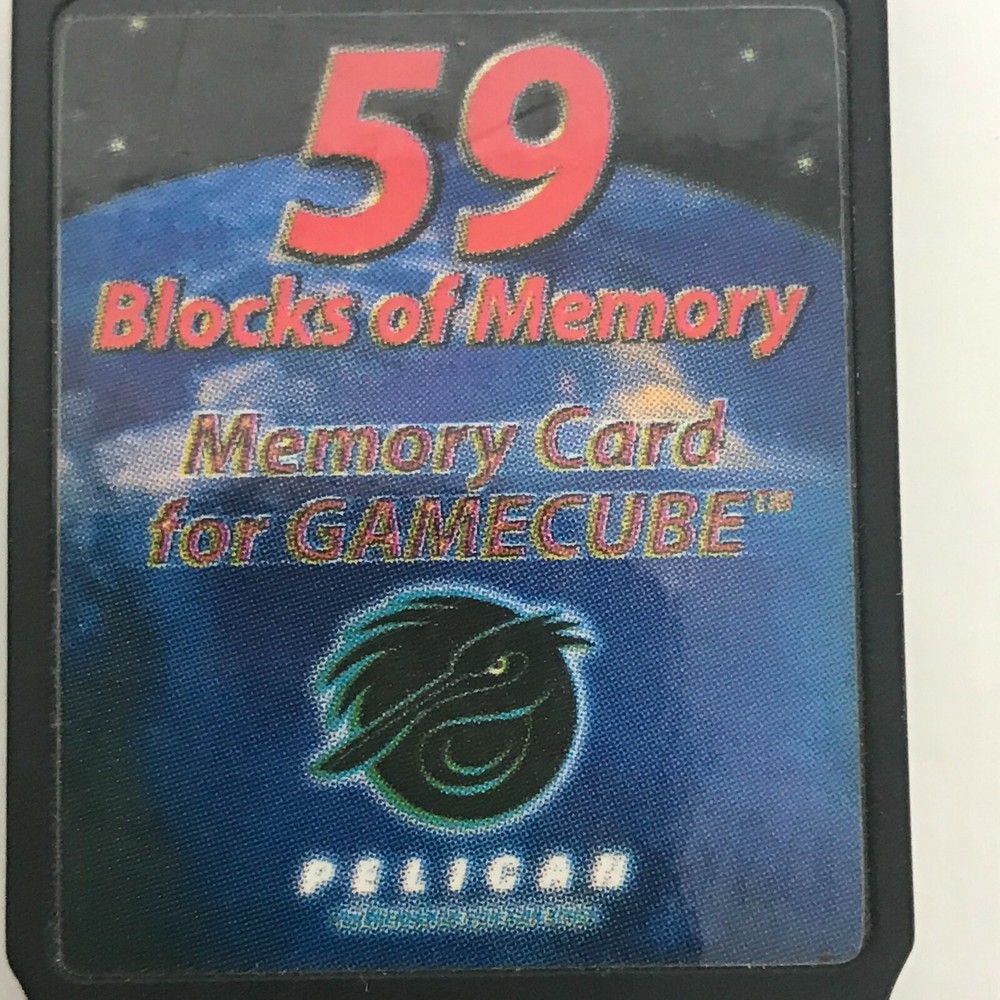 59
Blocks of Memory
Memory Card
for GAMECUBE™
PELICAN